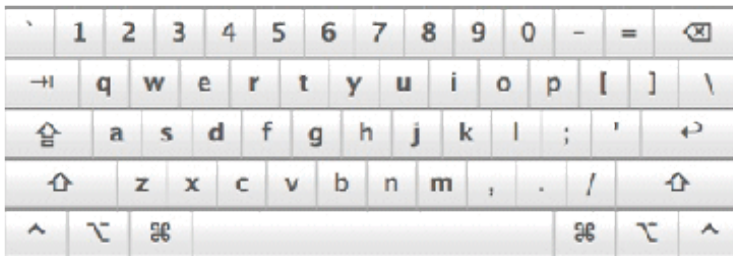 ` 1 2 3 4 5 6 7 8 9 0 - = ⌫
⇥ q w e r t y u i o p [ ] \
⇪ a s d f g h j k l ; ' ↩
⇧ z x c v b n m , . / ⇧
⌃ ⌥ ⌘ ⌘ ⌥ ⌃